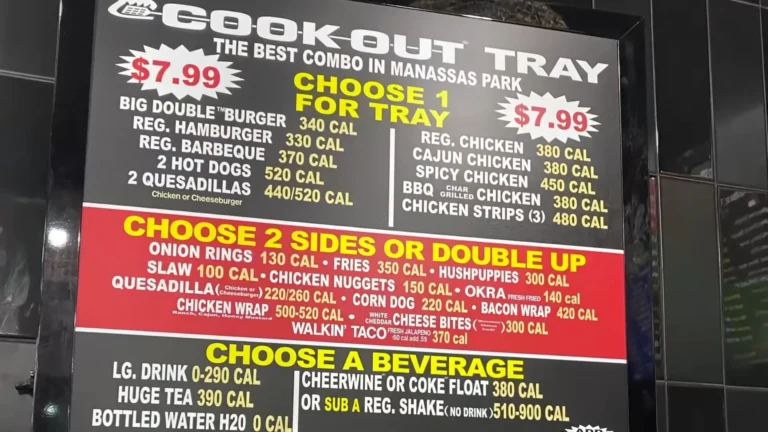 COOK-OUT TRAY
THE BEST COMBO IN MANASSAS PARK
$7.99
CHOOSE 1
FOR TRAY
$7.99
BIG DOUBLE ™BURGER 340 CAL
REG. HAMBURGER 330 CAL
REG. BARBEQUE 370 CAL
2 HOT DOGS 520 CAL
2 QUESADILLAS 440/520 CAL
Chicken or Cheeseburger
REG. CHICKEN 380 CAL
CAJUN CHICKEN 380 CAL
SPICY CHICKEN 450 CAL
BBQ CHAR GRILLED CHICKEN 380 CAL
CHICKEN STRIPS (3) 480 CAL
CHOOSE 2 SIDES OR DOUBLE UP
ONION RINGS 130 CAL • FRIES 350 CAL • HUSHPUPPIES 300 CAL
SLAW 100 CAL • CHICKEN NUGGETS 150 CAL • OKRA FRESH FRIED 140 cal
QUESADILLA (Chicken or Cheeseburger) 220/260 CAL • CORN DOG 220 CAL • BACON WRAP 420 CAL
CHICKEN WRAP 500-520 CAL • WHITE CHEDDAR CHEESE BITES ( ) 300 CAL
Ranch, Cajun, Honey Mustard
WALKIN' TACO FRESH JALAPENO 370 cal
CHOOSE A BEVERAGE
LG. DRINK 0-290 CAL
HUGE TEA 390 CAL
BOTTLED WATER H20 0 CAL
CHEERWINE OR COKE FLOAT 380 CAL
OR SUB A REG. SHAKE (NO DRINK) 510-900 CAL
ADD